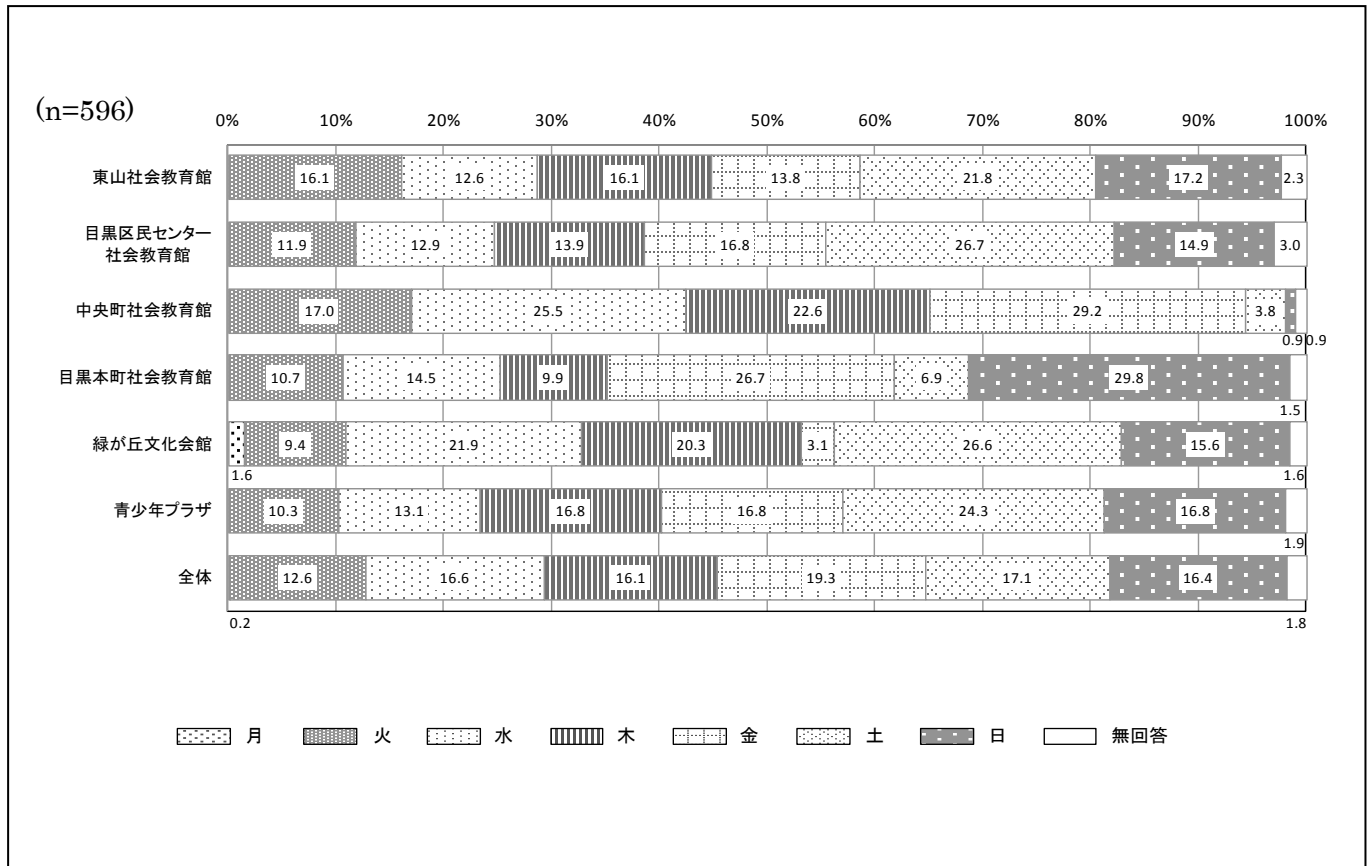 (n=596)
0% 10% 20% 30% 40% 50% 60% 70% 80% 90% 100%
東山社会教育館 16.1 12.6 16.1 13.8 21.8 17.2 2.3
目黒区民センター
社会教育館 11.9 12.9 13.9 16.8 26.7 14.9 3.0
中央町社会教育館 17.0 25.5 22.6 29.2 3.8
0.9 0.9
目黒本町社会教育館 10.7 14.5 9.9 26.7 6.9 29.8
1.5
緑が丘文化会館 9.4 21.9 20.3 3.1 26.6 15.6
1.6 1.6
青少年プラザ 10.3 13.1 16.8 16.8 24.3 16.8
1.9
全体 12.6 16.6 16.1 19.3 17.1 16.4
0.2 1.8
月 火 水 木 金 土 日 無回答